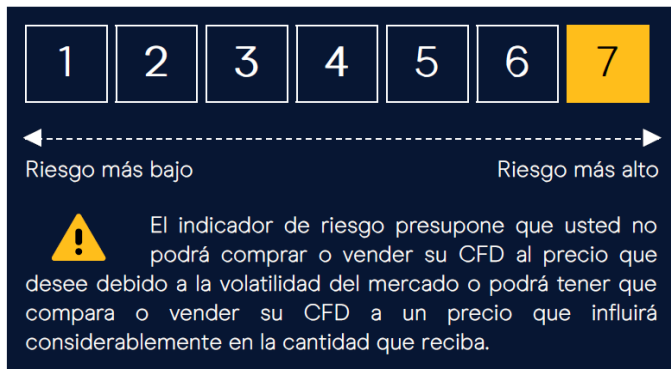 1 2 3 4 5 6 7
Riesgo más bajo Riesgo más alto
El indicador de riesgo presupone que usted no
podrá comprar o vender su CFD al precio que
desee debido a la volatilidad del mercado o podrá tener que
compara o vender su CFD a un precio que influirá
considerablemente en la cantidad que reciba.